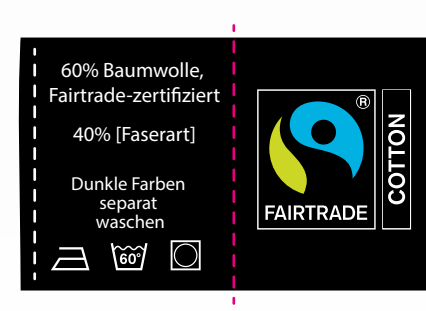 60% Baumwolle,
Fairtrade-zertifiziert
40% [Faserart]
Dunkle Farben
separat
waschen
60°
®
FAIRTRADE
COTTON